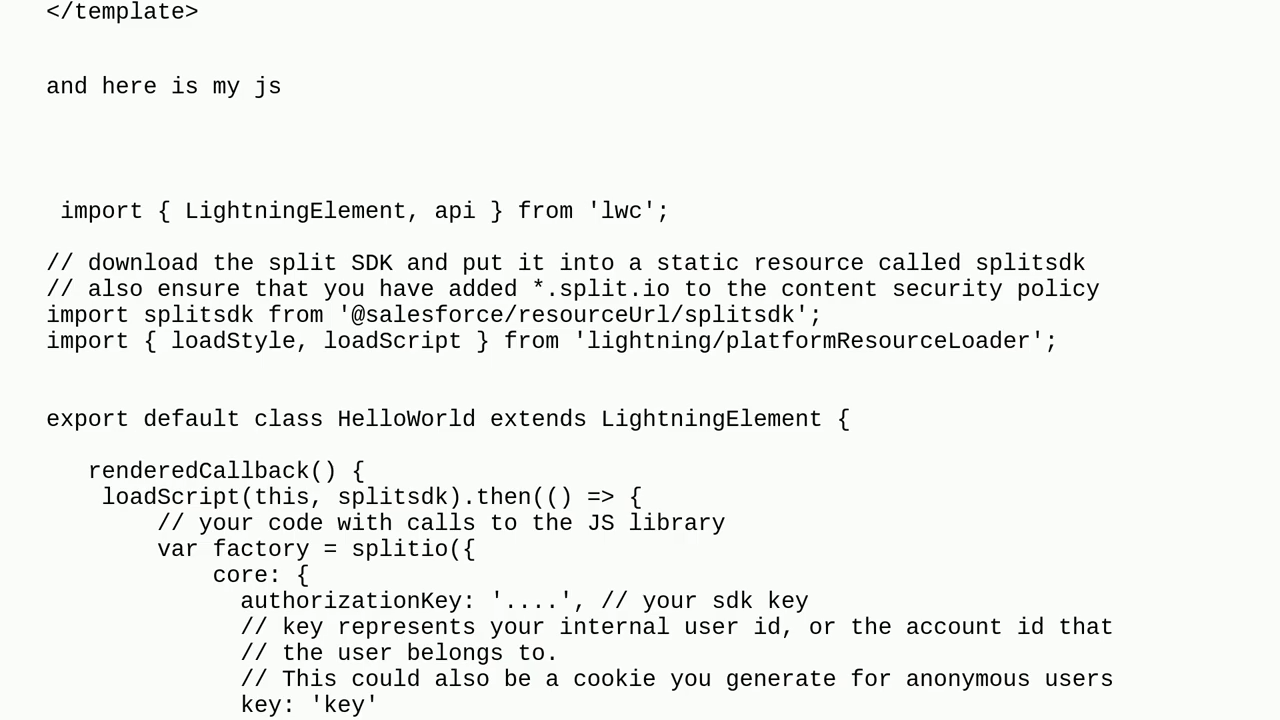 </template>
and here is my js
import { LightningElement, api } from 'lwc';
// download the split SDK and put it into a static resource called splitsdk
// also ensure that you have added *.split.io to the content security policy
import splitsdk from '@salesforce/resourceUrl/splitsdk';
import { loadStyle, loadScript } from 'lightning/platformResourceLoader';
export default class HelloWorld extends LightningElement {
renderedCallback() {
loadScript(this, splitsdk).then(() => {
// your code with calls to the JS library
var factory = splitio({
core: {
authorizationKey: '....', // your sdk key
// key represents your internal user id, or the account id that
// the user belongs to.
// This could also be a cookie you generate for anonymous users
key: 'key'